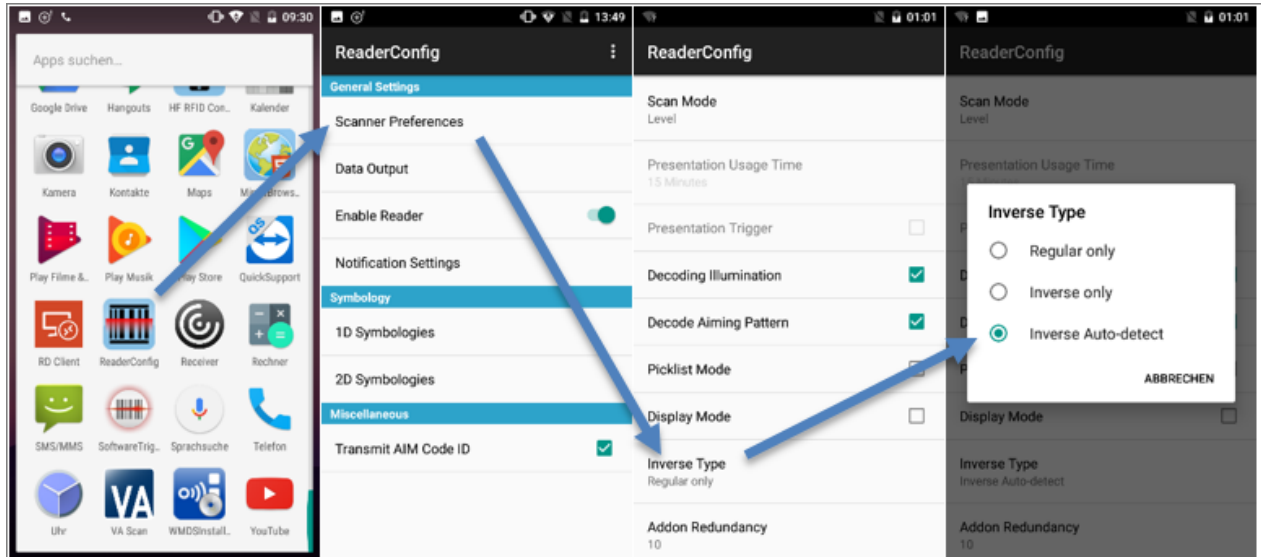 09:30
Apps suchen...
Google Drive
Hangouts
HF RFID Con..
Kalender
Kamera
Kontakte
Maps
Play Filme &..
Play Musik
Play Store
QuickSupport
RD Client
ReaderConfig
Receiver
Rechner
SMS/MMS
SoftwareTrig..
Sprachsuche
Telefon
Uhr
VA
VA Scan
WMDSInstall..
YouTube
13:49
ReaderConfig
General Settings
Scanner Preferences
Data Output
Enable Reader
Notification Settings
Symbology
1D Symbologies
2D Symbologies
Miscellaneous
Transmit AIM Code ID
01:01
ReaderConfig
Scan Mode
Level
Presentation Usage Time
15 Minutes
Presentation Trigger
Decoding Illumination
Decode Aiming Pattern
Picklist Mode
Display Mode
Inverse Type
Regular only
Addon Redundancy
10
01:01
ReaderConfig
Scan Mode
Level
Presentation Usage Time
Inverse Type
Regular only
Inverse only
Inverse Auto-detect
ABBRECHEN
Display Mode
Inverse Type
Inverse Auto-detect
Addon Redundancy
10